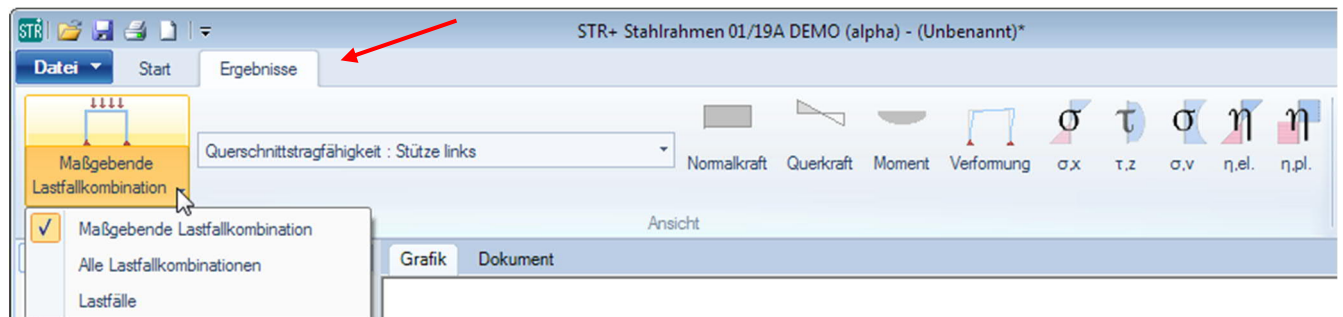 STR+ Stahlrahmen 01/19A DEMO (alpha) - (Unbenannt)*
Datei Start Ergebnisse
Maßgebende
Lastfallkombination
Querschnittstragfähigkeit : Stütze links
Normalkraft Querkraft Moment Verformung σ,x τ,z σ,v η,el. η,pl.
Ansicht
Maßgebende Lastfallkombination
Alle Lastfallkombinationen
Lastfälle
Grafik Dokument